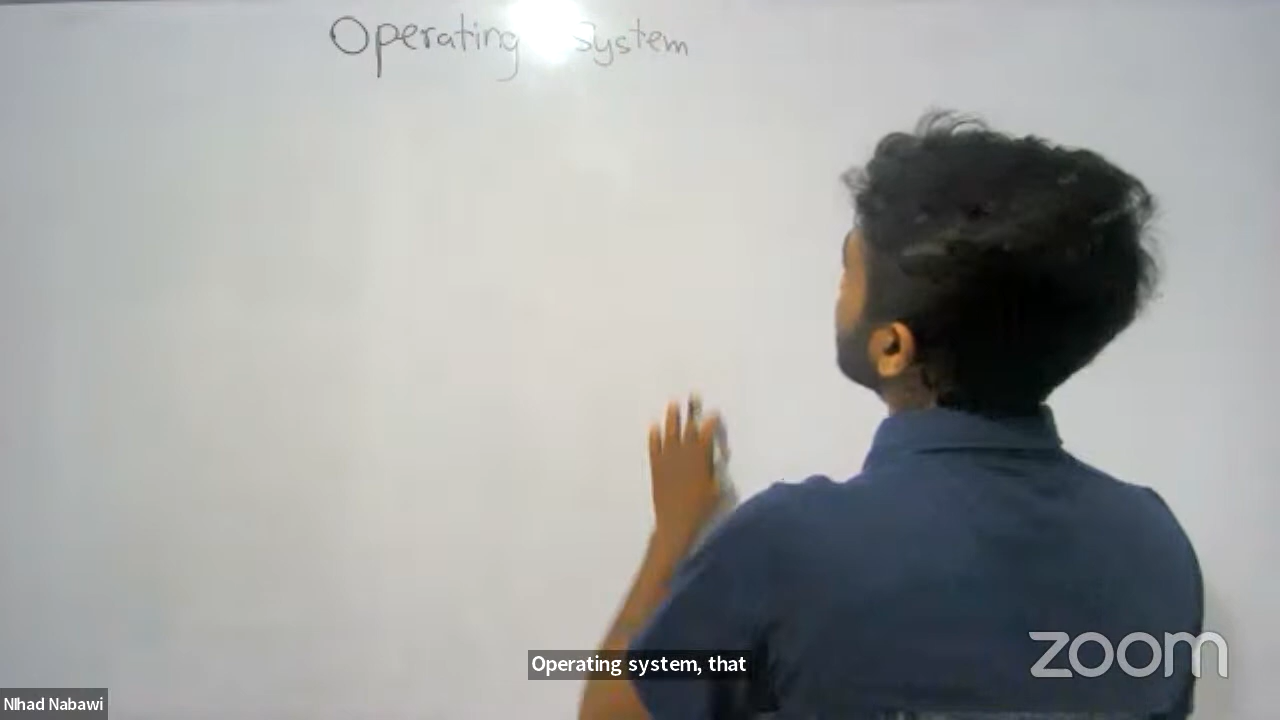 Operating System
Operating system, that
zoom
NIhad Nabawi